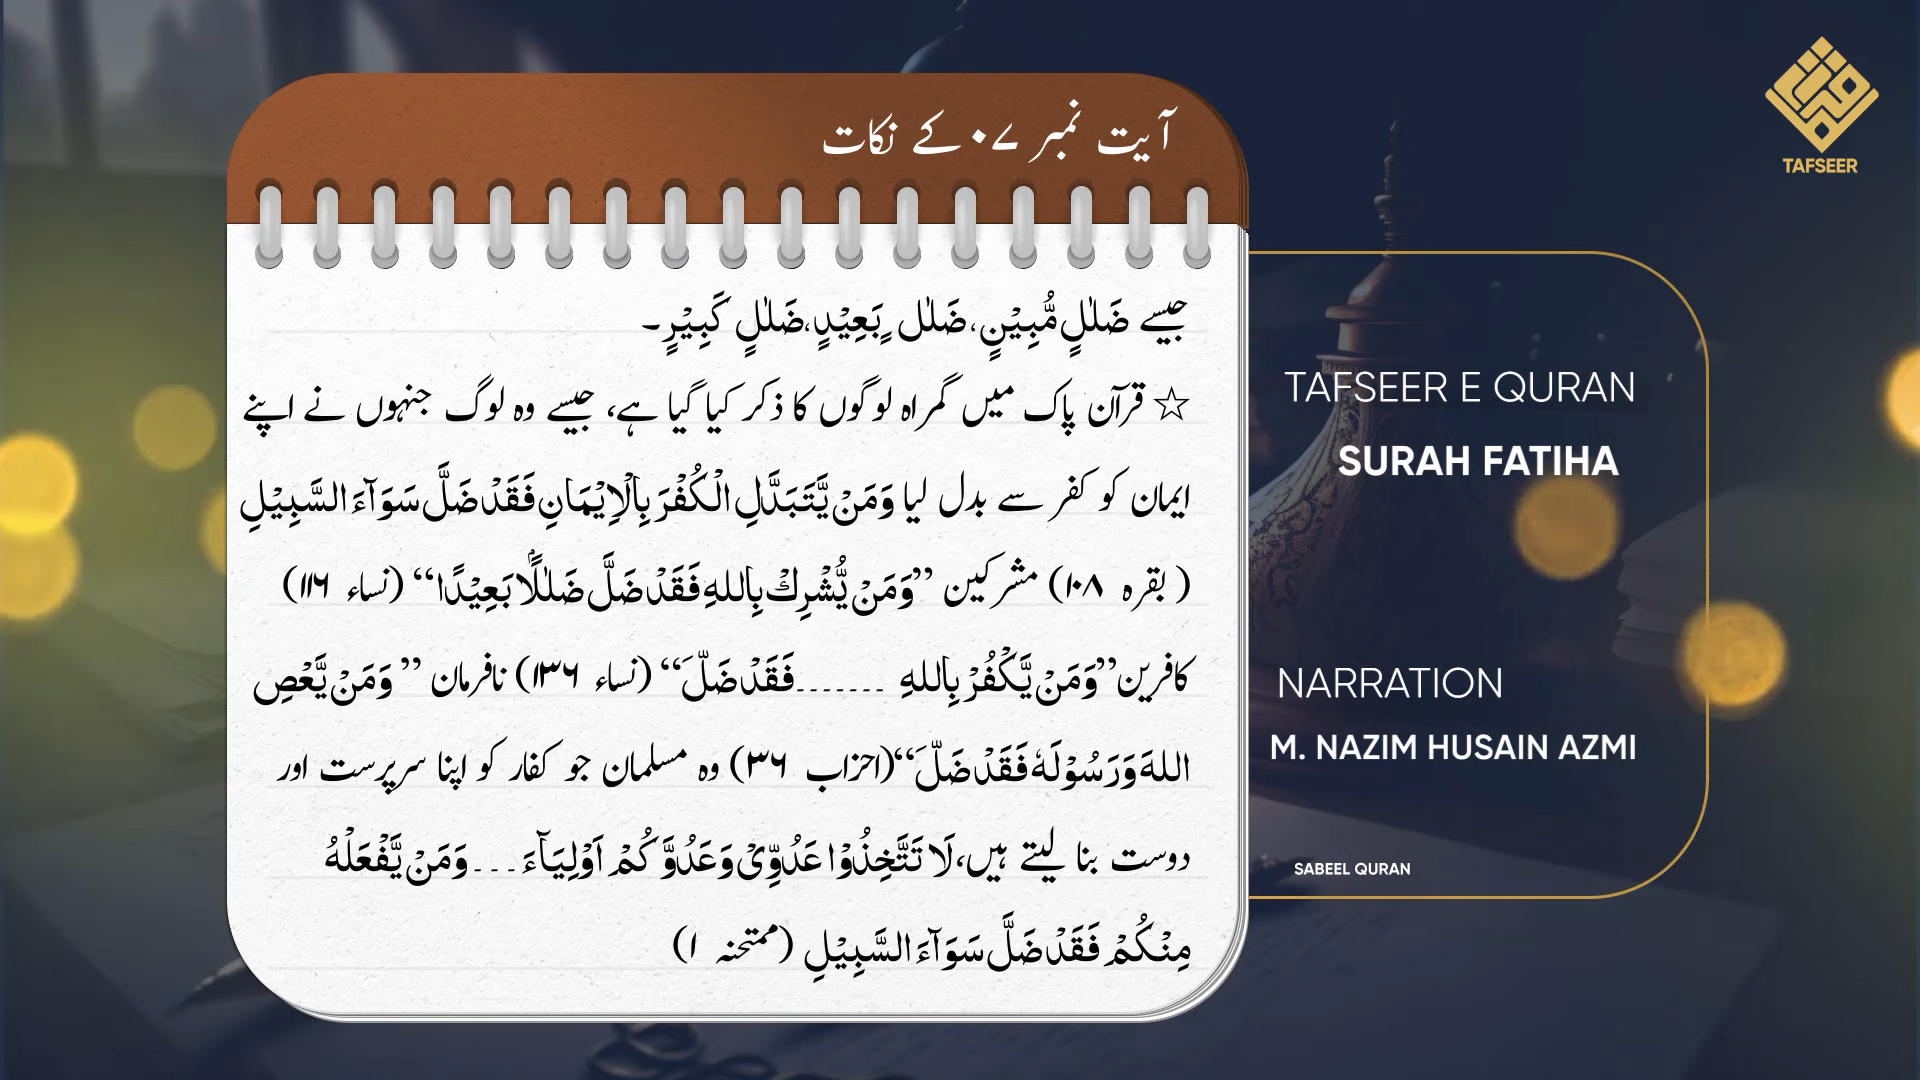 آیت نمبر ۰۷ کے نکات
جیسے ضَلٰلٍ مُّبِیْنٍ، ضَلٰلٍ بَعِیْدٍ، ضَلٰلٍ کَبِیْرٍ۔
☆ قرآن پاک میں گمراہ لوگوں کا ذکر کیا گیا ہے، جیسے وہ لوگ جنہوں نے اپنے
ایمان کو کفر سے بدل لیا وَمَنْ یَّتَبَدَّلِ الْکُفْرَ بِالْاِیْمَانِ فَقَدْ ضَلَّ سَوَآءَ السَّبِیْلِ
( بقرہ ۱۰۸) مشرکین ’’وَمَنْ یُّشْرِكْ بِاللهِ فَقَدْ ضَلَّ ضَلٰلًاۢ بَعِیْدًا‘‘ (نساء ۱۱۶)
کافرین’’وَمَنْ یَّکْفُرْ بِاللهِ .......فَقَدْ ضَلَّ‘‘ (نساء ۱۳۶) نافرمان ’’ وَمَنْ یَّعْصِ
اللهَ وَرَسُوْلَهٗ فَقَدْ ضَلَّ‘‘(احزاب ۳۶) وہ مسلمان جو کفار کو اپنا سرپرست اور
دوست بنا لیتے ہیں،لَا تَتَّخِذُوْا عَدُوِّیْ وَعَدُوَّکُمْ اَوْلِیَآءَ...وَمَنْ یَّفْعَلْهُ
مِنْکُمْ فَقَدْ ضَلَّ سَوَآءَ السَّبِیْلِ (ممتحنہ ۱)
TAFSEER
TAFSEER E QURAN
SURAH FATIHA
NARRATION
M. NAZIM HUSAIN AZMI
SABEEL QURAN